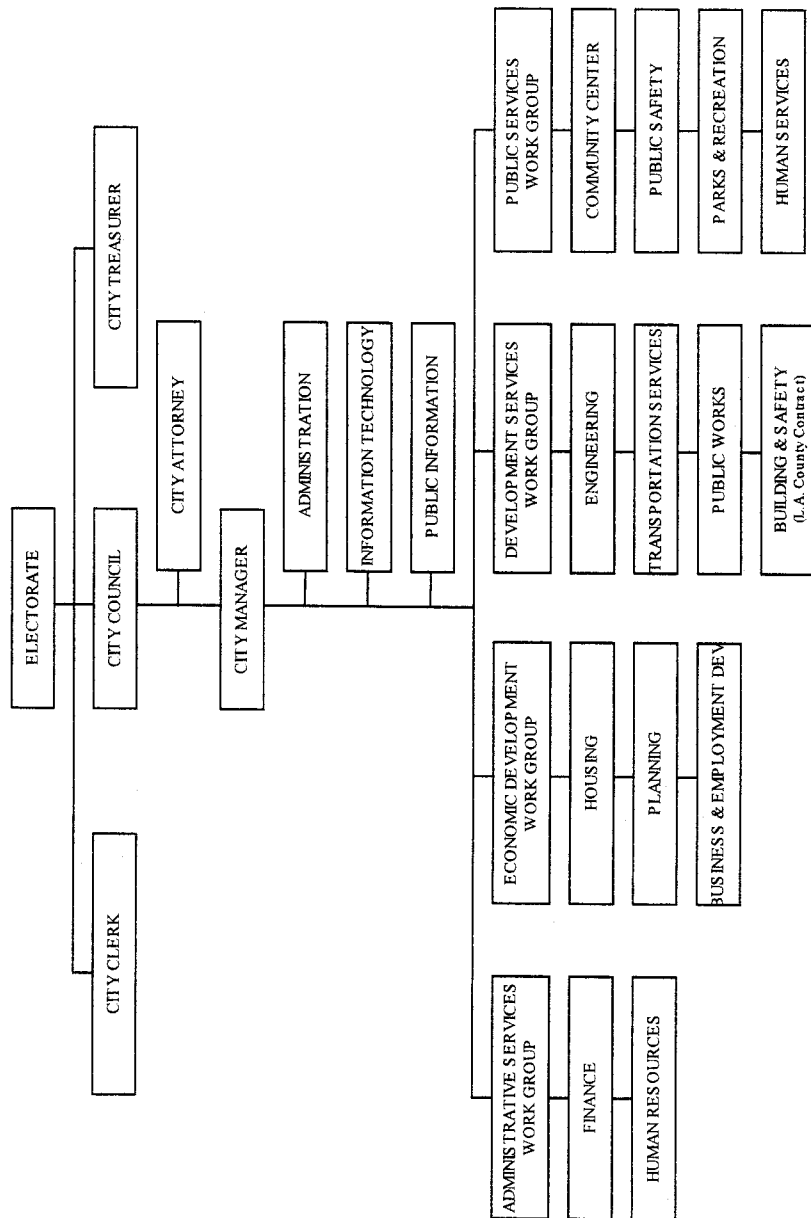 ELECTORATE
CITY CLERK
CITY COUNCIL
CITY TREASURER
CITY ATTORNEY
CITY MANAGER
ADMINISTRATION
INFORMATION TECHNOLOGY
PUBLIC INFORMATION
ADMINISTRATIVE SERVICES
WORK GROUP
FINANCE
HUMAN RESOURCES
ECONOMIC DEVELOPMENT
WORK GROUP
HOUSING
PLANNING
BUSINESS & EMPLOYMENT DEV
DEVELOPMENT SERVICES
WORK GROUP
ENGINEERING
TRANSPORTATION SERVICES
PUBLIC WORKS
BUILDING & SAFETY
(L.A. County Contract)
PUBLIC SERVICES
WORK GROUP
COMMUNITY CENTER
PUBLIC SAFETY
PARKS & RECREATION
HUMAN SERVICES